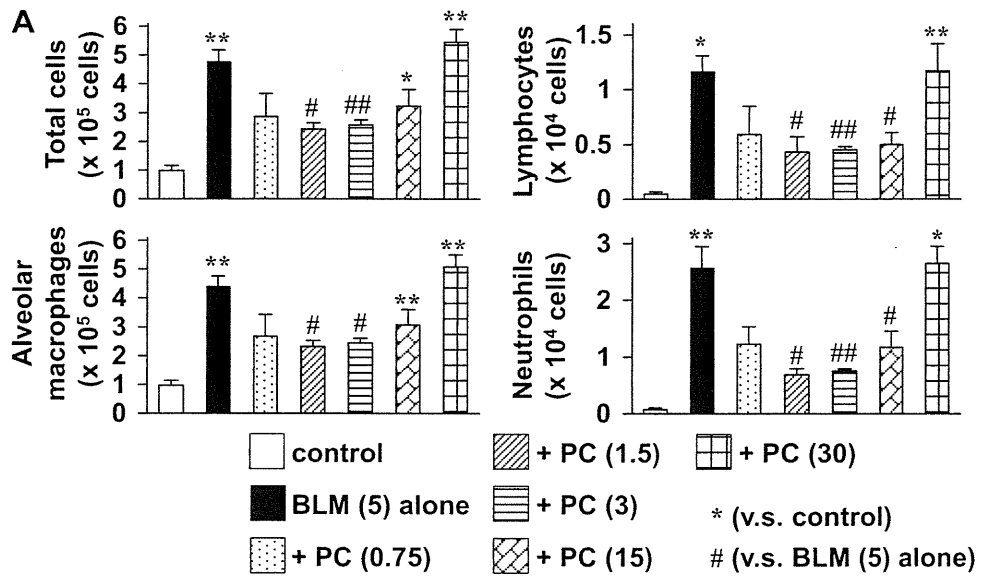 A
Total cells
(x 10⁵ cells)
6
5
4
3
2
1
0
**
#
##
*
**
Lymphocytes
(x 10⁴ cells)
1.5
1
0.5
0
*
#
##
#
**
Alveolar
macrophages
(x 10⁵ cells)
6
5
4
3
2
1
0
**
#
#
**
**
Neutrophils
(x 10⁴ cells)
3
2
1
0
**
#
##
#
*
control
BLM (5) alone
+ PC (0.75)
+ PC (1.5)
+ PC (3)
+ PC (15)
+ PC (30)
* (v.s. control)
# (v.s. BLM (5) alone)